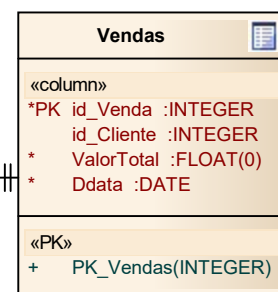 Vendas
«column»
*PK id_Venda :INTEGER
id_Cliente :INTEGER
* ValorTotal :FLOAT(0)
* Ddata :DATE
«PK»
+ PK_Vendas(INTEGER)